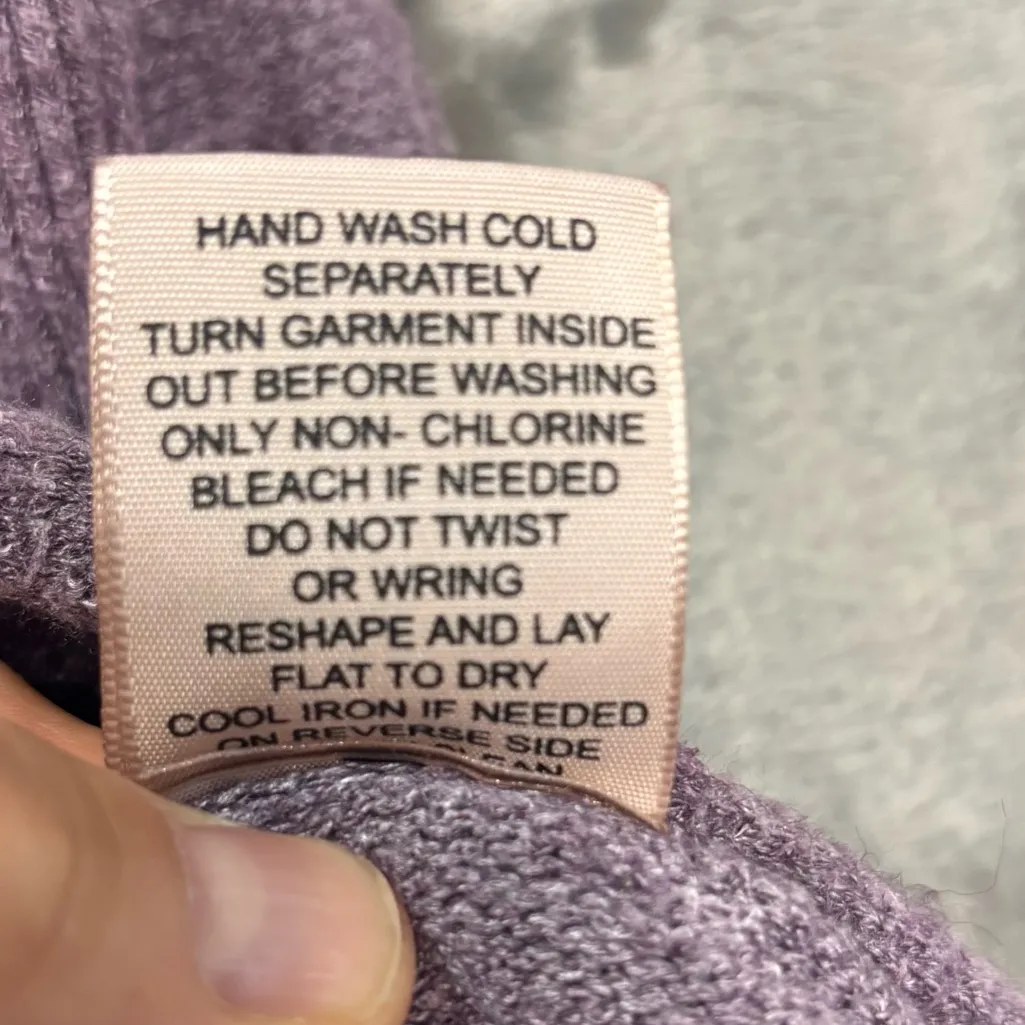 HAND WASH COLD
SEPARATELY
TURN GARMENT INSIDE
OUT BEFORE WASHING
ONLY NON- CHLORINE
BLEACH IF NEEDED
DO NOT TWIST
OR WRING
RESHAPE AND LAY
FLAT TO DRY
COOL IRON IF NEEDED
ON REVERSE SIDE